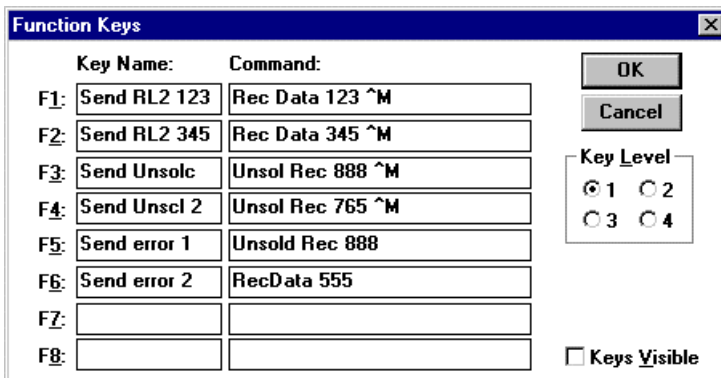 Function Keys
Key Name: Command:
F1: Send RL2 123 Rec Data 123 ^M
F2: Send RL2 345 Rec Data 345 ^M
F3: Send Unsolc Unsol Rec 888 ^M
F4: Send Unscl 2 Unsol Rec 765 ^M
F5: Send error 1 Unsold Rec 888
F6: Send error 2 RecData 555
F7:
F8:
OK
Cancel
Key Level
1 2
3 4
Keys Visible